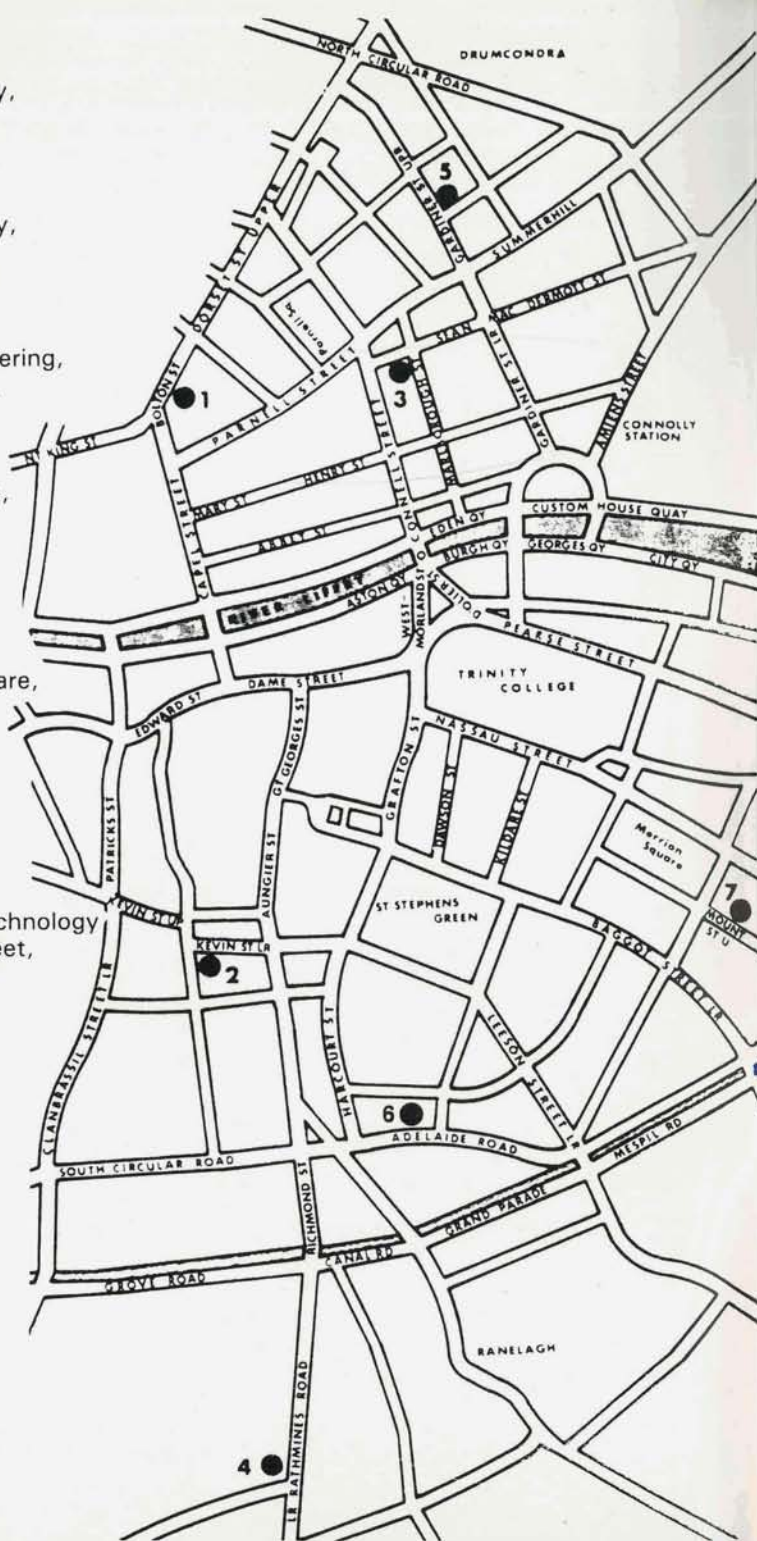 y,
y,
ering,
,
are,
chnology
eet,
NORTH CIRCULAR ROAD
DRUMCONDRA
5
GARDINER ST UPR
SUMMERHILL
DORSET ST UPPER
Parnell Sq
SEAN MAC DERMOTT ST
BOLTON ST
1
3
PARNELL STREET
MARLBOROUGH ST
GARDINER ST LR
AMIENS STREET
CONNOLLY
STATION
O CONNELL STREET
HENRY ST
MARY ST
CAPEL STREET
ABBEY ST
EDEN QY
CUSTOM HOUSE QUAY
BURGH QY
GEORGES QY
CITY QY
RIVER LIFFEY
ASTON QY
WEST-
MORLAND ST
DOLIER ST
PEARSE STREET
TRINITY
COLLEGE
DAME STREET
EDWARD ST
NASSAU STREET
GT GEORGES ST
GRAFTON ST
DAWSON ST
KILDARE ST
Merrion
Square
PATRICKS ST
AUNGIER ST
ST STEPHENS
GREEN
7
MOUNT
ST U
KEVIN ST UP
KEVIN ST LR
2
BAGGOT STREET LR
CLANBRASSIL STREET LR
HARCOURT ST
LEESON STREET LR
6
ADELAIDE ROAD
MESPIL RD
SOUTH CIRCULAR ROAD
RICHMOND ST
GRAND PARADE
CANAL RD
GROVE ROAD
RANELAGH
LR RATHMINES ROAD
4